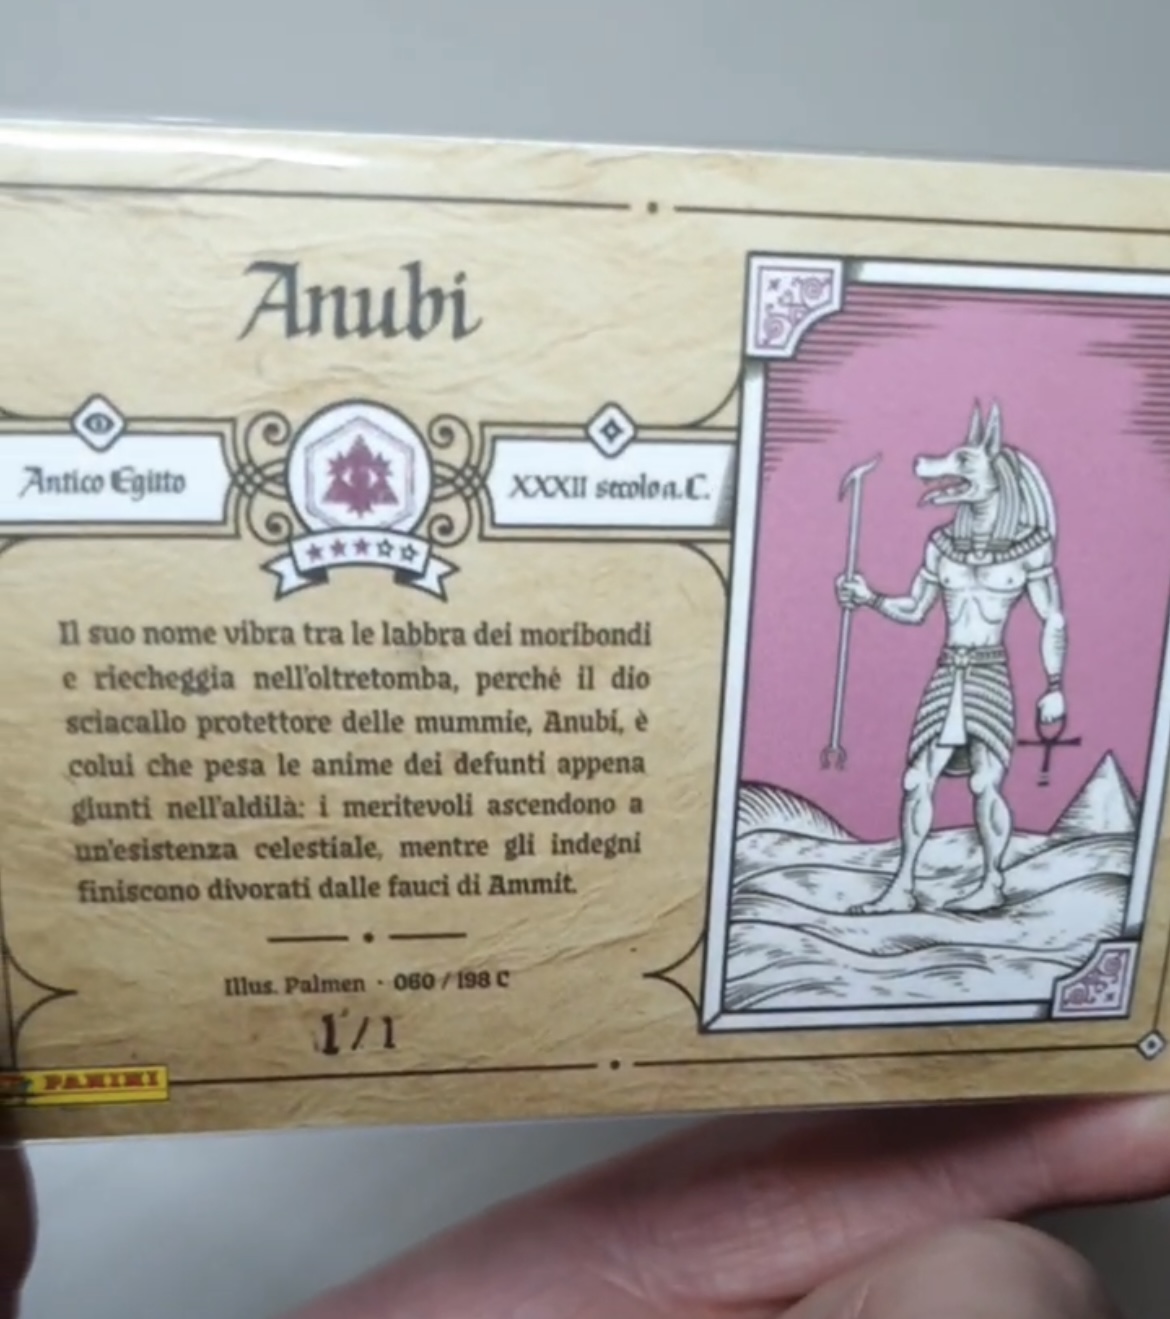 Anubi
Antico Egitto
XXXII secolo a.C.
Il suo nome vibra tra le labbra dei moribondi
e riecheggia nell'oltretomba, perché il dio
sciacallo protettore delle mummie, Anubi, è
colui che pesa le anime dei defunti appena
giunti nell'aldilà: i meritevoli ascendono a
un'esistenza celestiale, mentre gli indegni
finiscono divorati dalle fauci di Ammit.
Illus. Palmen · 060 / 198 C
1 / 1
PANINI